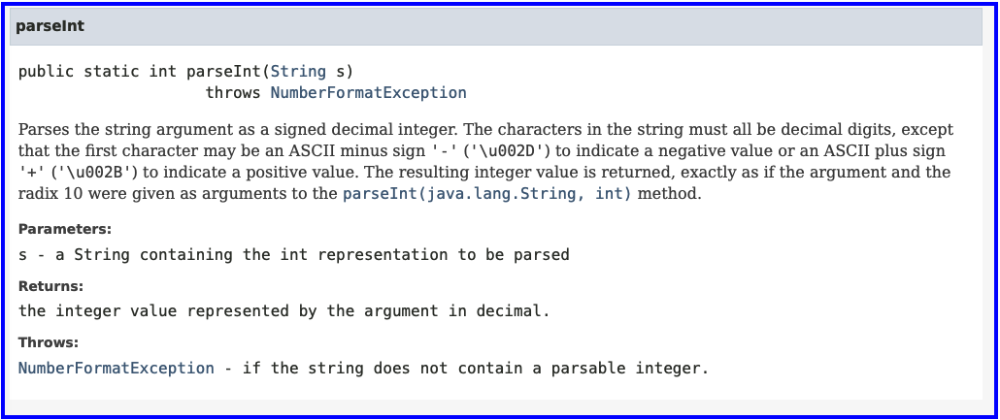 parseInt
public static int parseInt(String s)
throws NumberFormatException
Parses the string argument as a signed decimal integer. The characters in the string must all be decimal digits, except
that the first character may be an ASCII minus sign '-' ('\u002D') to indicate a negative value or an ASCII plus sign
'+' ('\u002B') to indicate a positive value. The resulting integer value is returned, exactly as if the argument and the
radix 10 were given as arguments to the parseInt(java.lang.String, int) method.
Parameters:
s - a String containing the int representation to be parsed
Returns:
the integer value represented by the argument in decimal.
Throws:
NumberFormatException - if the string does not contain a parsable integer.